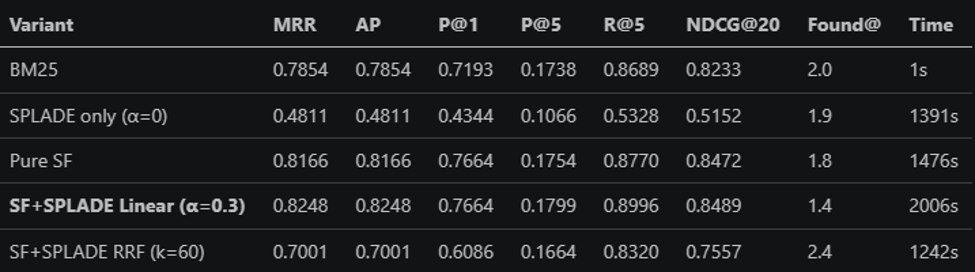 Variant MRR AP P@1 P@5 R@5 NDCG@20 Found@ Time
BM25 0.7854 0.7854 0.7193 0.1738 0.8689 0.8233 2.0 1s
SPLADE only (α=0) 0.4811 0.4811 0.4344 0.1066 0.5328 0.5152 1.9 1391s
Pure SF 0.8166 0.8166 0.7664 0.1754 0.8770 0.8472 1.8 1476s
SF+SPLADE Linear (α=0.3) 0.8248 0.8248 0.7664 0.1799 0.8996 0.8489 1.4 2006s
SF+SPLADE RRF (k=60) 0.7001 0.7001 0.6086 0.1664 0.8320 0.7557 2.4 1242s